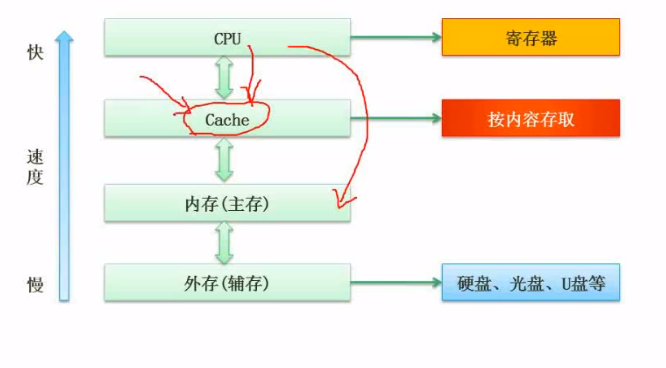 快
CPU
寄存器
Cache
按内容存取
速度
内存(主存)
慢
外存(辅存)
硬盘、光盘、U盘等